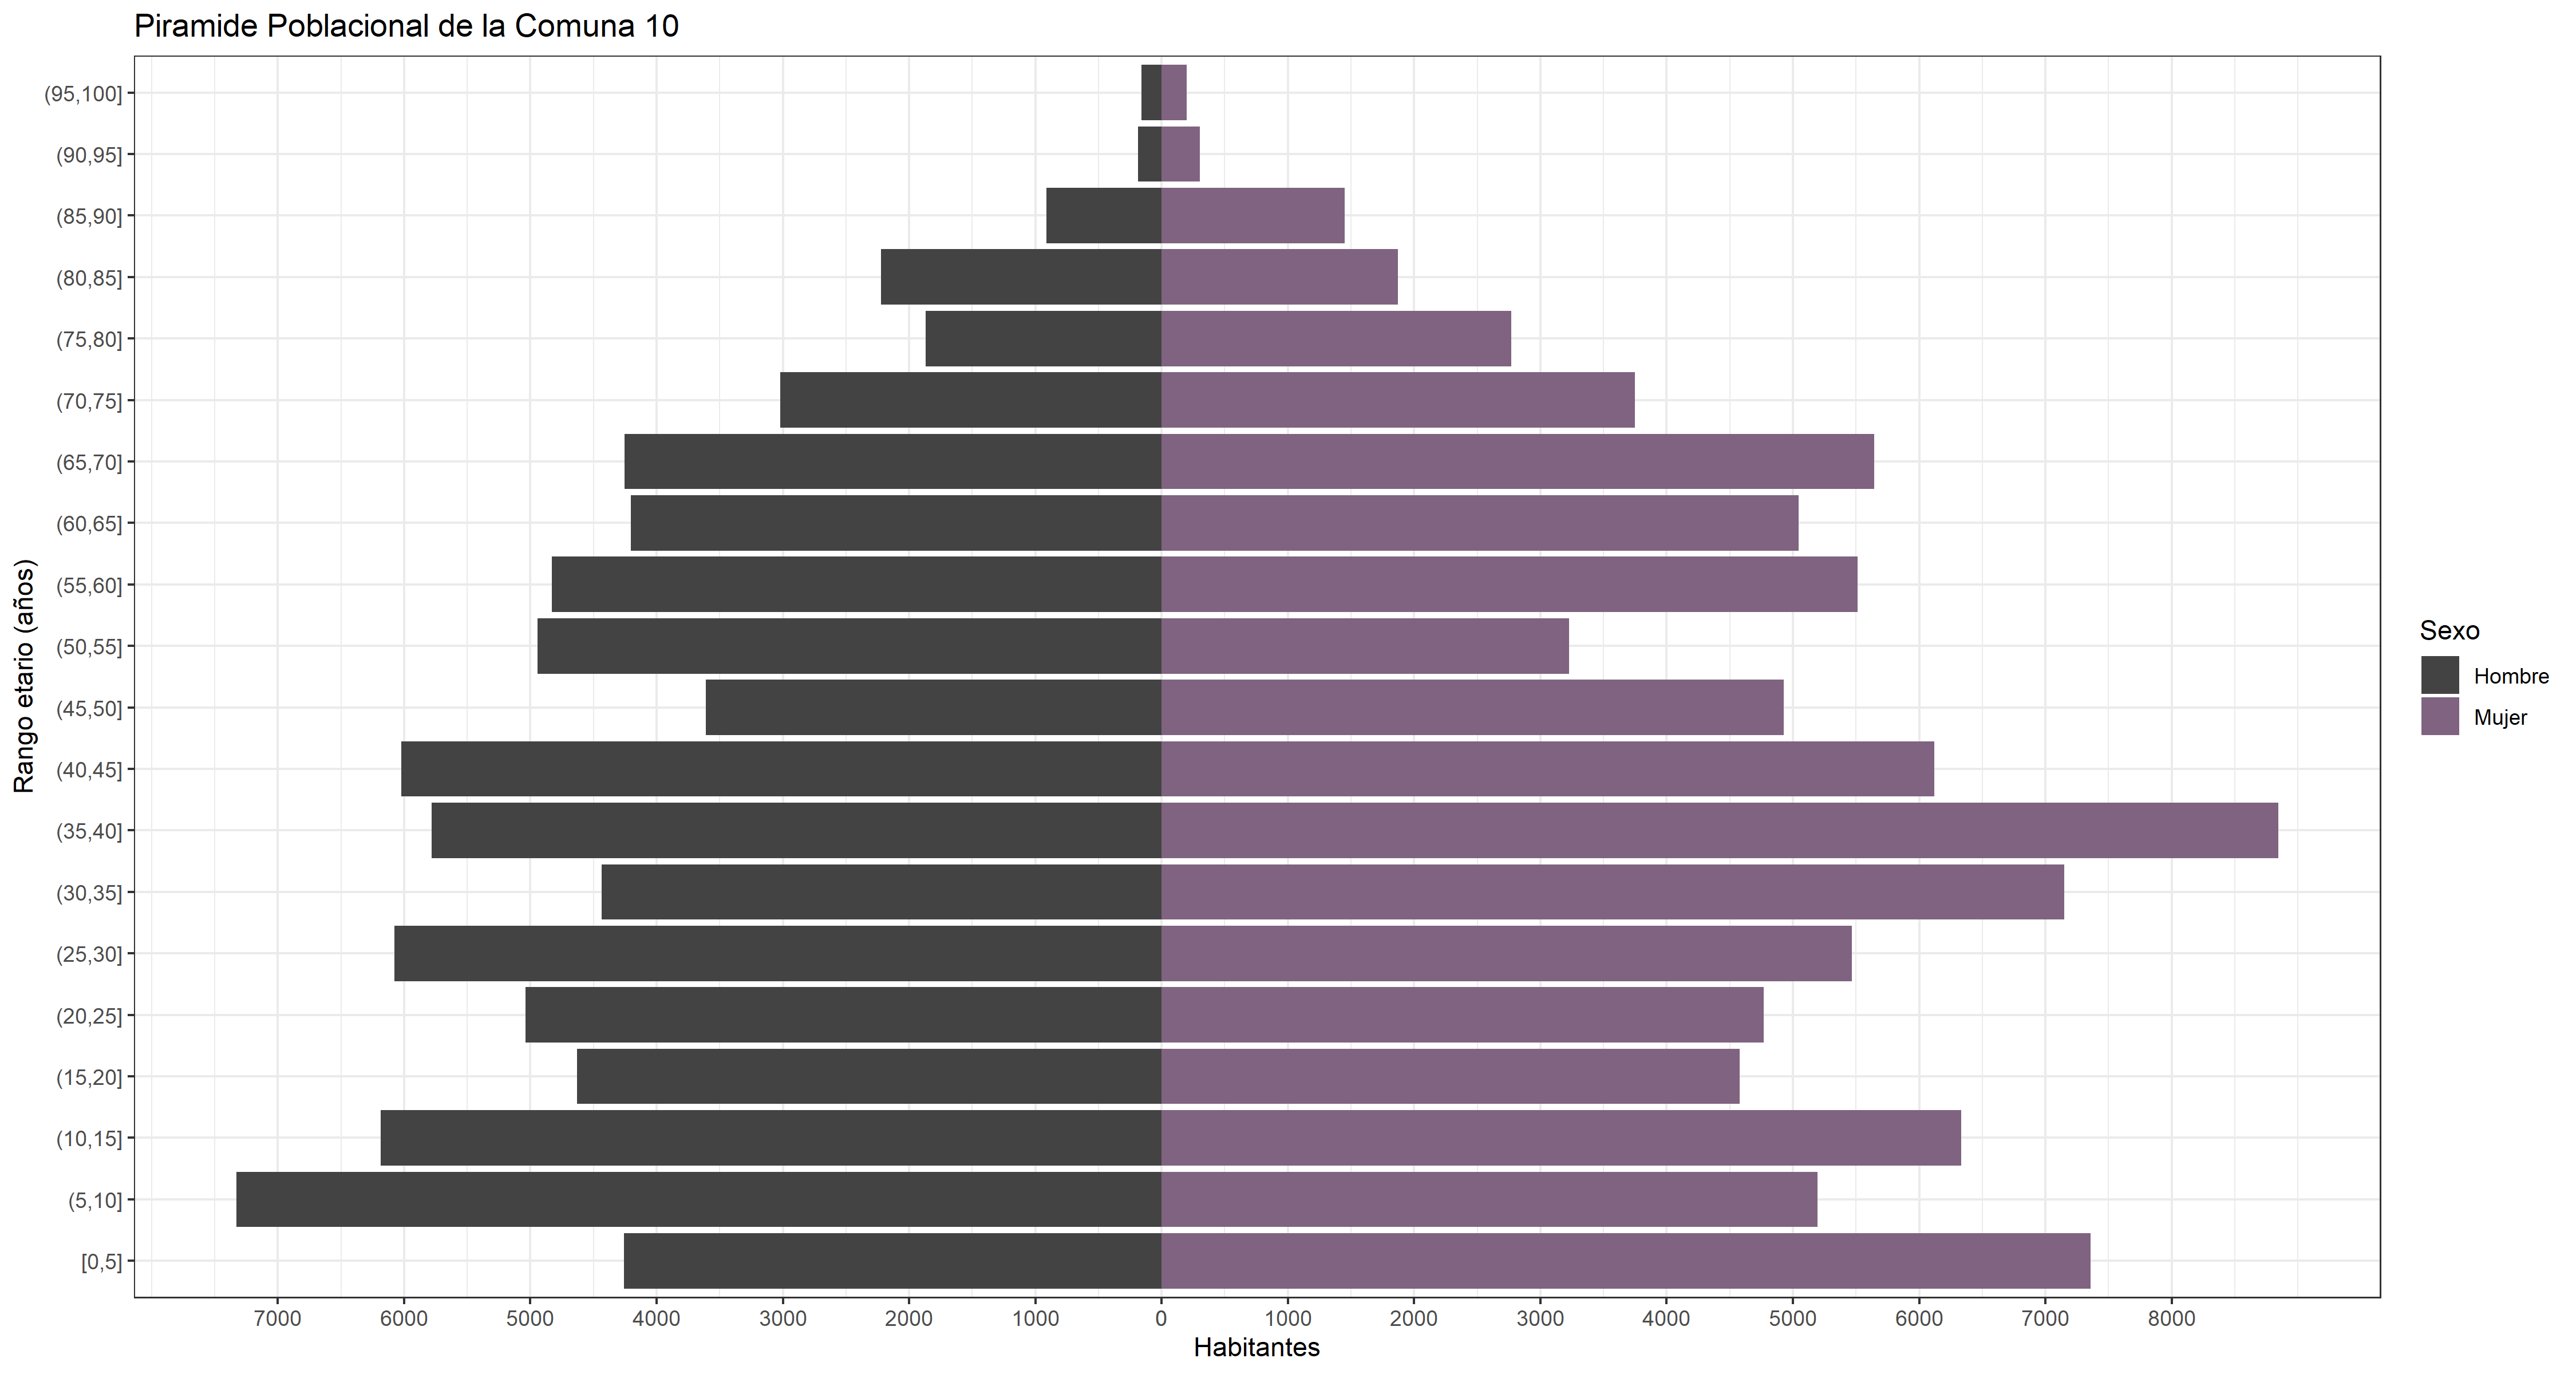 Piramide Poblacional de la Comuna 10
Rango etario (años)
(95,100]
(90,95]
(85,90]
(80,85]
(75,80]
(70,75]
(65,70]
(60,65]
(55,60]
(50,55]
(45,50]
(40,45]
(35,40]
(30,35]
(25,30]
(20,25]
(15,20]
(10,15]
(5,10]
[0,5]
7000 6000 5000 4000 3000 2000 1000 0 1000 2000 3000 4000 5000 6000 7000 8000
Habitantes
Sexo
Hombre
Mujer